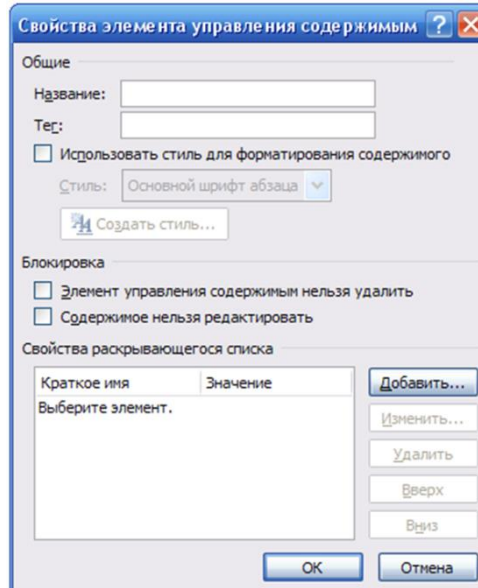 Свойства элемента управления содержимым
Общие
Название:
Тег:
Использовать стиль для форматирования содержимого
Стиль: Основной шрифт абзаца
Создать стиль...
Блокировка
Элемент управления содержимым нельзя удалить
Содержимое нельзя редактировать
Свойства раскрывающегося списка
Краткое имя Значение
Выберите элемент.
Добавить...
Изменить...
Удалить
Вверх
Вниз
ОК Отмена